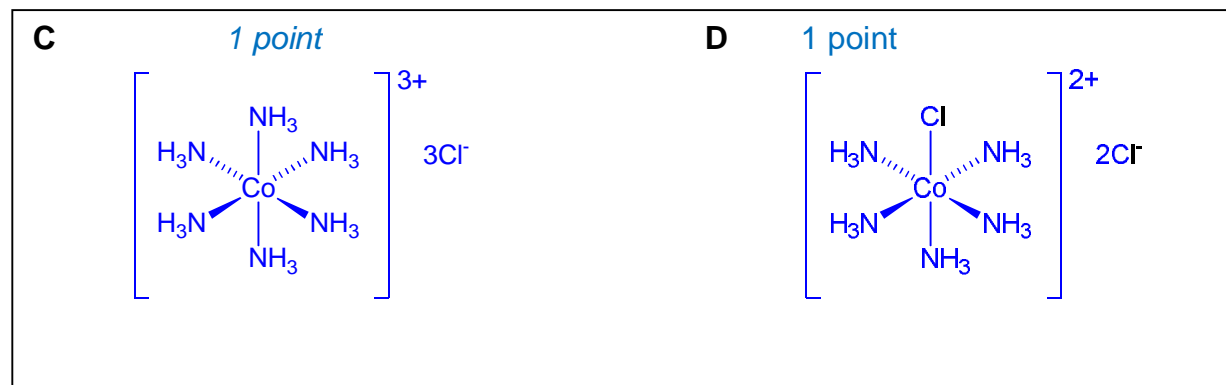 C 1 point D 1 point
3+ 2+
NH₃ Cl
H₃N NH₃ 3Cl⁻ H₃N NH₃ 2Cl⁻
Co Co
H₃N NH₃ H₃N NH₃
NH₃ NH₃